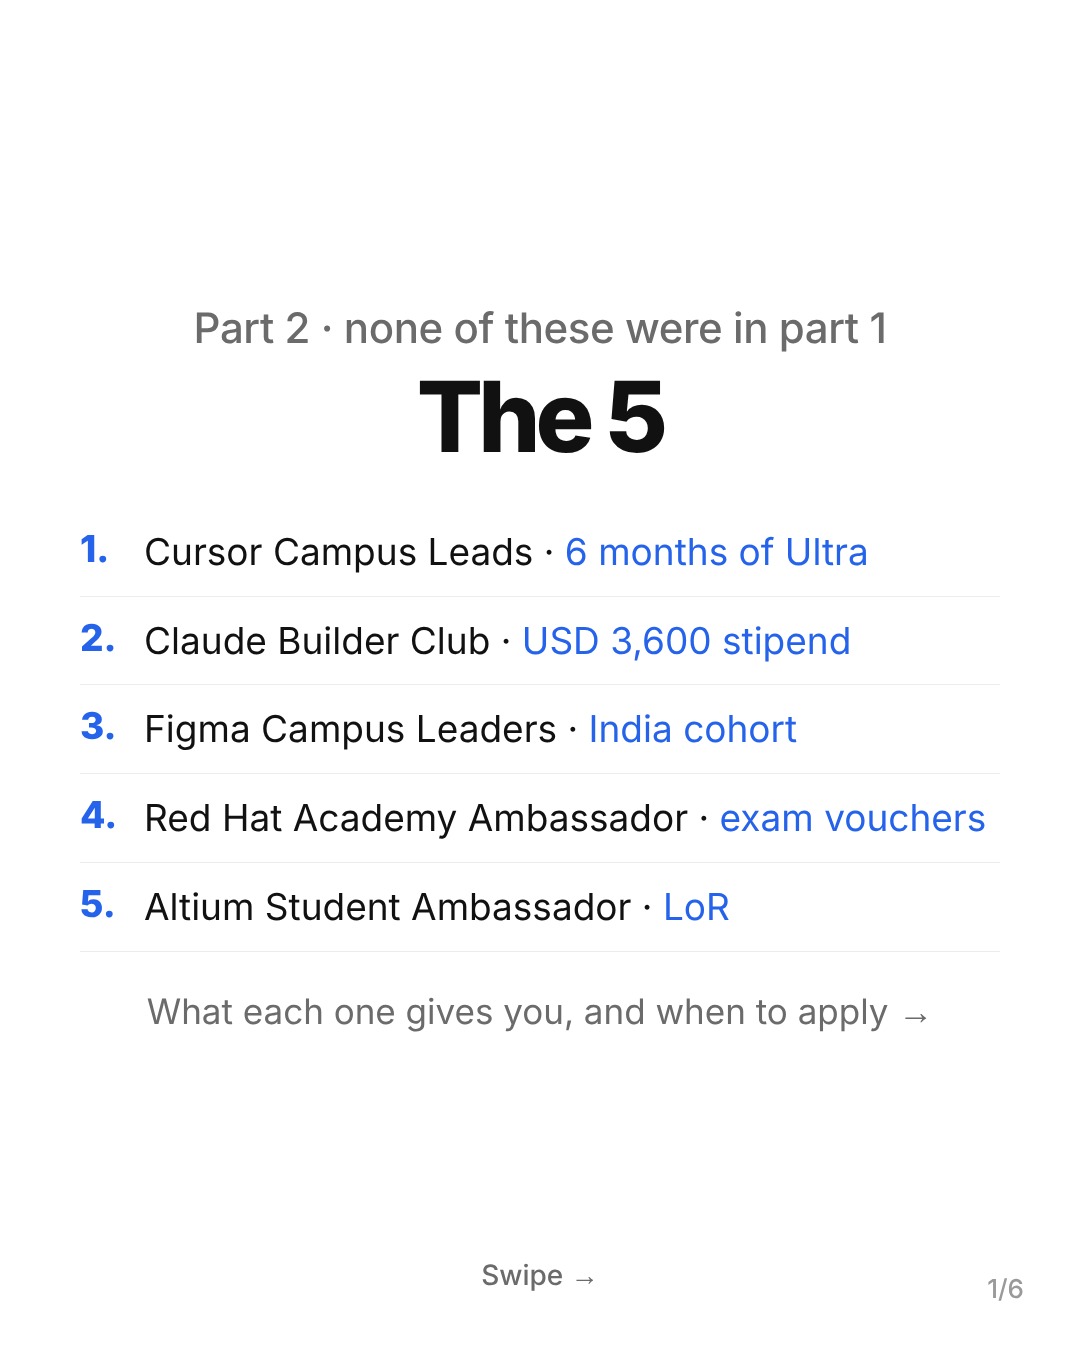 Part 2 · none of these were in part 1
The 5
1. Cursor Campus Leads · 6 months of Ultra
2. Claude Builder Club · USD 3,600 stipend
3. Figma Campus Leaders · India cohort
4. Red Hat Academy Ambassador · exam vouchers
5. Altium Student Ambassador · LoR
What each one gives you, and when to apply →
Swipe →
1/6